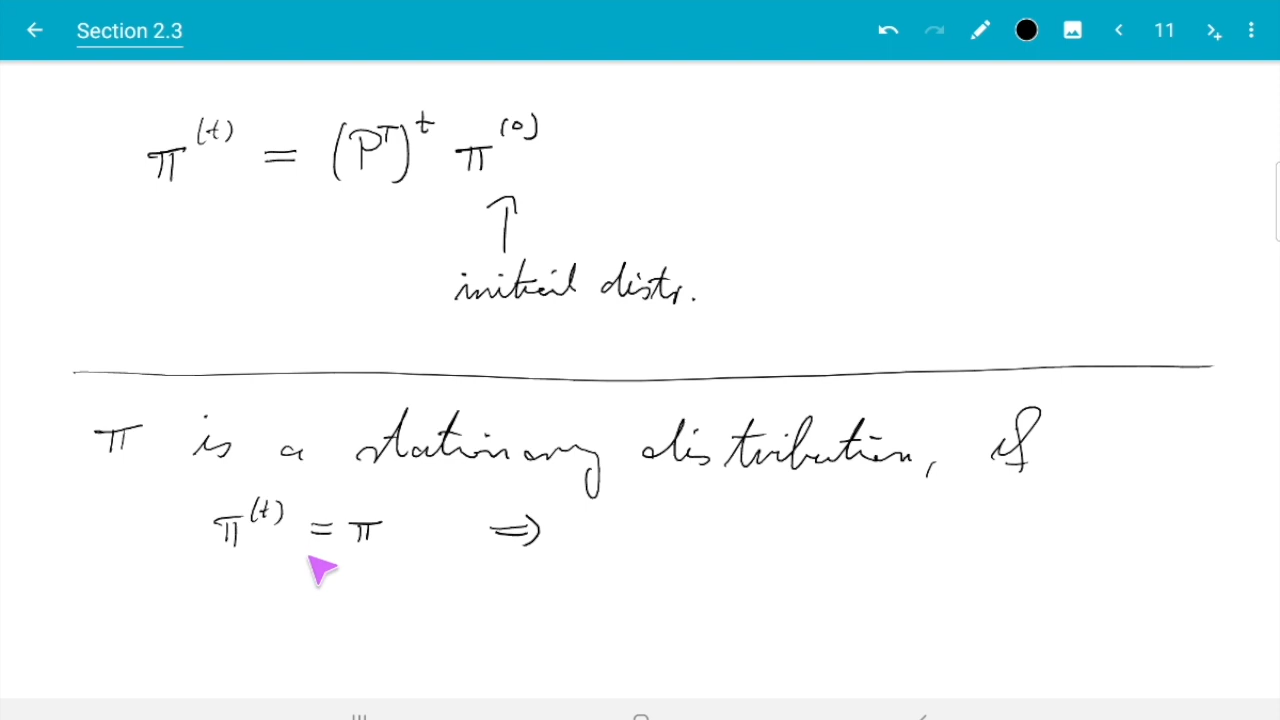 Section 2.3
11
π^(t) = (P^T)^t π^(0)
↑
initial distr.
π is a stationary distribution, if
π^(t) = π ⇒